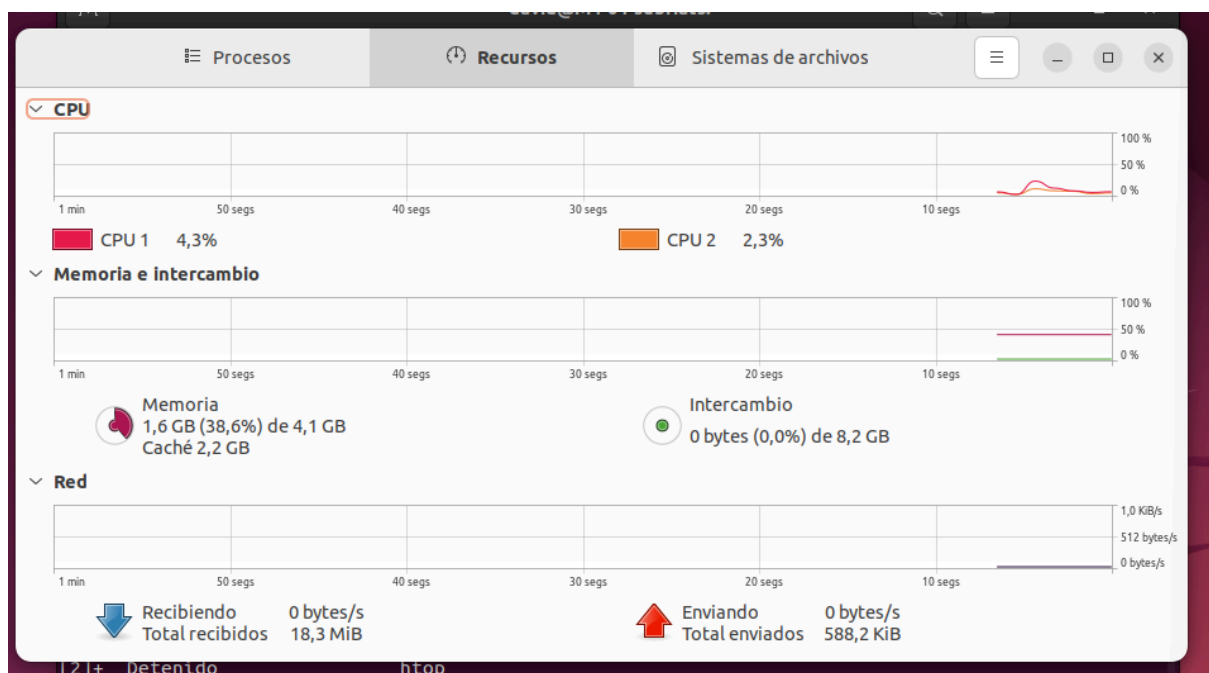 Procesos Recursos Sistemas de archivos
CPU
100 %
50 %
0 %
1 min 50 segs 40 segs 30 segs 20 segs 10 segs
CPU 1 4,3% CPU 2 2,3%
Memoria e intercambio
100 %
50 %
0 %
1 min 50 segs 40 segs 30 segs 20 segs 10 segs
Memoria
1,6 GB (38,6%) de 4,1 GB
Caché 2,2 GB
Intercambio
0 bytes (0,0%) de 8,2 GB
Red
1,0 KiB/s
512 bytes/s
0 bytes/s
1 min 50 segs 40 segs 30 segs 20 segs 10 segs
Recibiendo 0 bytes/s
Total recibidos 18,3 MiB
Enviando 0 bytes/s
Total enviados 588,2 KiB
[2]+ Detenido htop